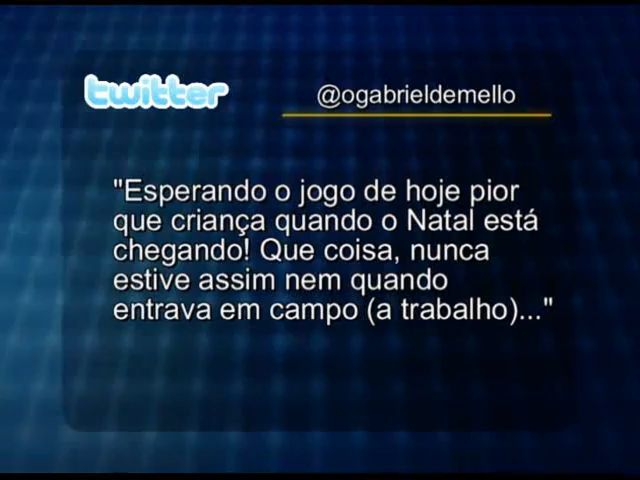 twitter
@ogabrieldemello
"Esperando o jogo de hoje pior
que criança quando o Natal está
chegando! Que coisa, nunca
estive assim nem quando
entrava em campo (a trabalho)..."